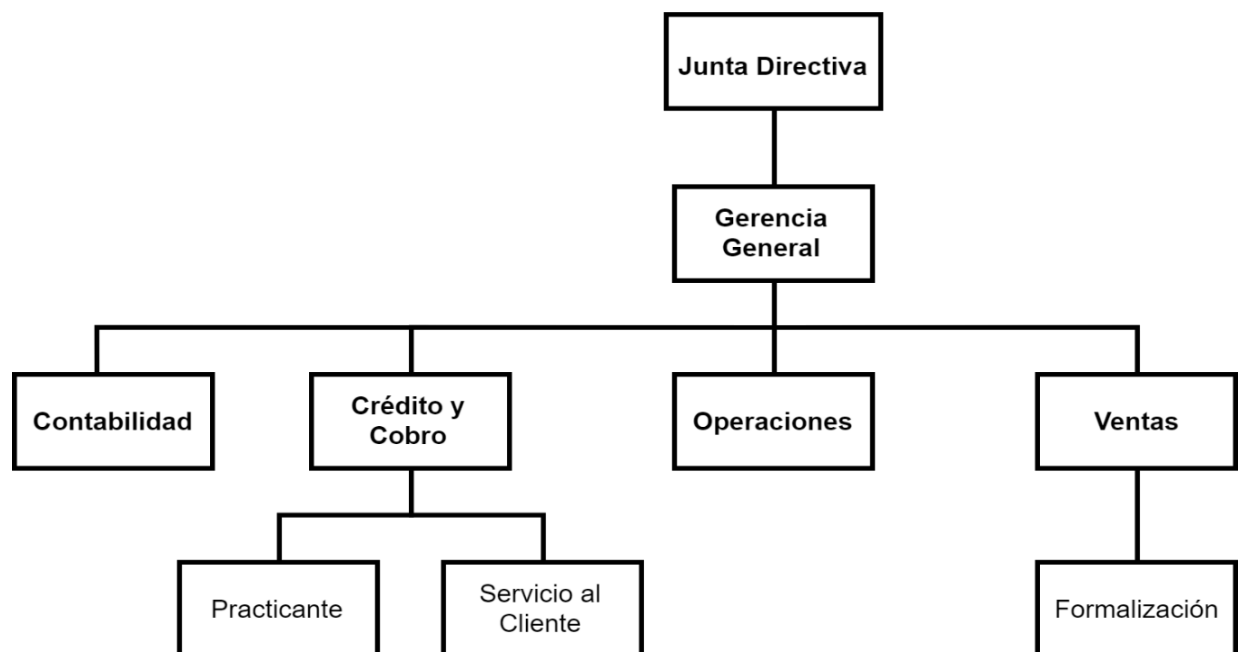 Junta Directiva
Gerencia
General
Contabilidad
Crédito y
Cobro
Operaciones
Ventas
Practicante
Servicio al
Cliente
Formalización